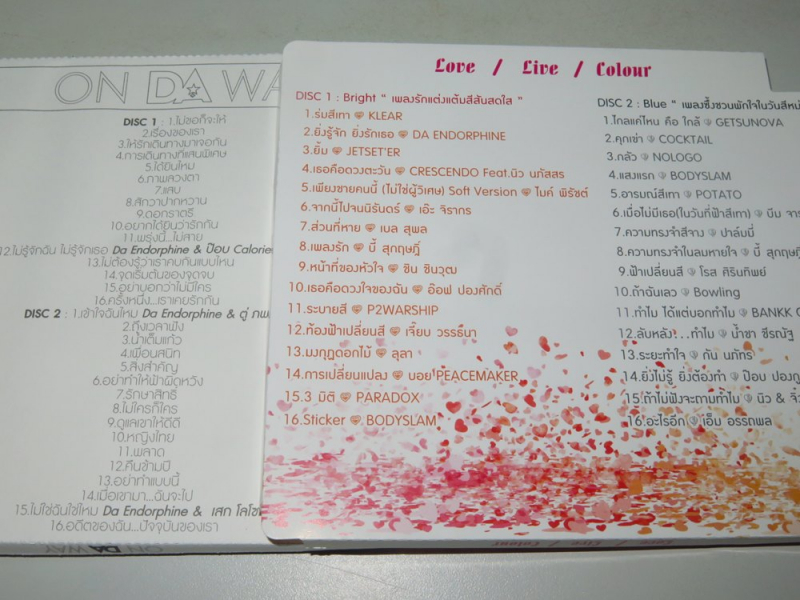 ON DA WA
DISC 1 : 1.ไม่ขอก็จะให้
2.เรื่องของเรา
3.ให้รักเดินทางมาเจอกัน
4.การเดินทางที่แสนพิเศษ
5.ได้ยินไหม
6.ภาพลวงตา
7.แสบ
8.สักวาปากหวาน
9.ดอกราตรี
10.อยากได้ยินว่ารักกัน
11.พรุ่งนี้...ไม่สาย
12.ไม่รู้จักฉัน ไม่รู้จักเธอ Da Endorphine & ป๊อบ Calorie
13.ไม่ต้องรู้ว่าเราคบกันแบบไหน
14.จุดเริ่มต้นของจุดจบ
15.อย่าบอกว่าไม่มีใคร
16.ครั้งหนึ่ง...เราเคยรักกัน
DISC 2 : 1.เข้าใจฉันไหม Da Endorphine & ตู่ ภพ
2.ถึงเวลาฟัง
3.น้ำเต็มแก้ว
4.เพื่อนสนิท
5.สิ่งสำคัญ
6.อย่าทำให้ฟ้าผิดหวัง
7.รักษาสิทธิ์
8.ไม่ใครก็ใคร
9.ดูแลเขาให้ดีดี
10.หญิงไทย
11.พลาด
12.คืนข้ามปี
13.อย่าทำแบบนี้
14.เมื่อเขามา...ฉันจะไป
15.ไม่ใช่ฉันใช่ไหม Da Endorphine & เสก โลโซ
16.อดีตของฉัน...ปัจจุบันของเรา
ON DA WAY
Love / Live / Colour
DISC 1 : Bright " เพลงรักแต่งแต้มสีสันสดใส "
1.ร่มสีเทา KLEAR
2.ยิ่งรู้จัก ยิ่งรักเธอ DA ENDORPHINE
3.ยิ้ม JETSET'ER
4.เธอคือดวงตะวัน CRESCENDO Feat.นิว นภัสสร
5.เพียงชายคนนี้ (ไม่ใช่ผู้วิเศษ) Soft Version ไมค์ พิรัชต์
6.จากนี้ไปจนนิรันดร์ เอ๊ะ จิรากร
7.ส่วนที่หาย เบล สุพล
8.เพลงรัก บี้ สุกฤษฎิ์
9.หน้าที่ของหัวใจ ชิน ชินวุฒ
10.เธอคือดวงใจของฉัน อ๊อฟ ปองศักดิ์
11.ระบายสี P2WARSHIP
12.ท้องฟ้าเปลี่ยนสี เจี๊ยบ วรรธนา
13.มงกุฎดอกไม้ จุลา
14.การเปลี่ยนแปลง บอย PEACEMAKER
15.3 มิติ PARADOX
16.Sticker BODYSLAM
DISC 2 : Blue " เพลงซึ้งชวนพักใจในวันสีหม่
1.ไกลแค่ไหน คือ ใกล้ GETSUNOVA
2.คุกเข่า COCKTAIL
3.กลัว NOLOGO
4.แสงแรก BODYSLAM
5.อารมณ์สีเทา POTATO
6.เมื่อไม่มีเธอ(ในวันที่ฟ้าสีเทา) บีม จาร
7.ความทรงจำสีจาง ปาล์มมี่
8.ความทรงจำในลมหายใจ บี้ สุกฤษฎิ์
9.ฟ้าเปลี่ยนสี โรส ศิรินทิพย์
10.ถ้าฉันเลว Bowling
11.ทำไม ได้แต่บอกทำไม BANKK C
12.ลับหลัง...ทำไม น้ำชา ชีรณัฐ
13.ระยะทำใจ กัน นภัทร
14.ยิ่งไม่รู้ ยิ่งต้องทำ ป๊อบ ปองกู
15.ถ้าไม่ฟังจะถามทำไม นิว & จิ๋
16.อะไรอีก เอ็ม อรรถพล
Love / Live / Colour